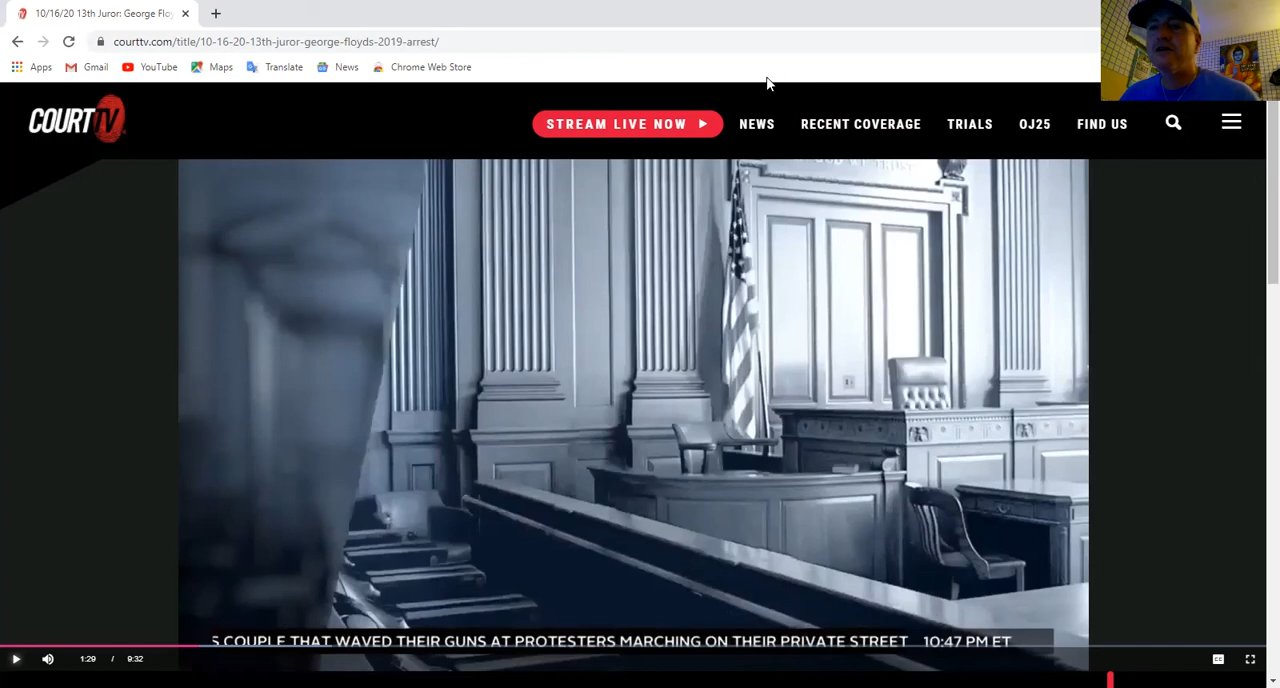 10/16/20 13th Juror: George Floy
courttv.com/title/10-16-20-13th-juror-george-floyds-2019-arrest/
Apps Gmail YouTube Maps Translate News Chrome Web Store
COURT TV
STREAM LIVE NOW NEWS RECENT COVERAGE TRIALS OJ25 FIND US
S COUPLE THAT WAVED THEIR GUNS AT PROTESTERS MARCHING ON THEIR PRIVATE STREET 10:47 PM ET
1:29 / 9:32 CC